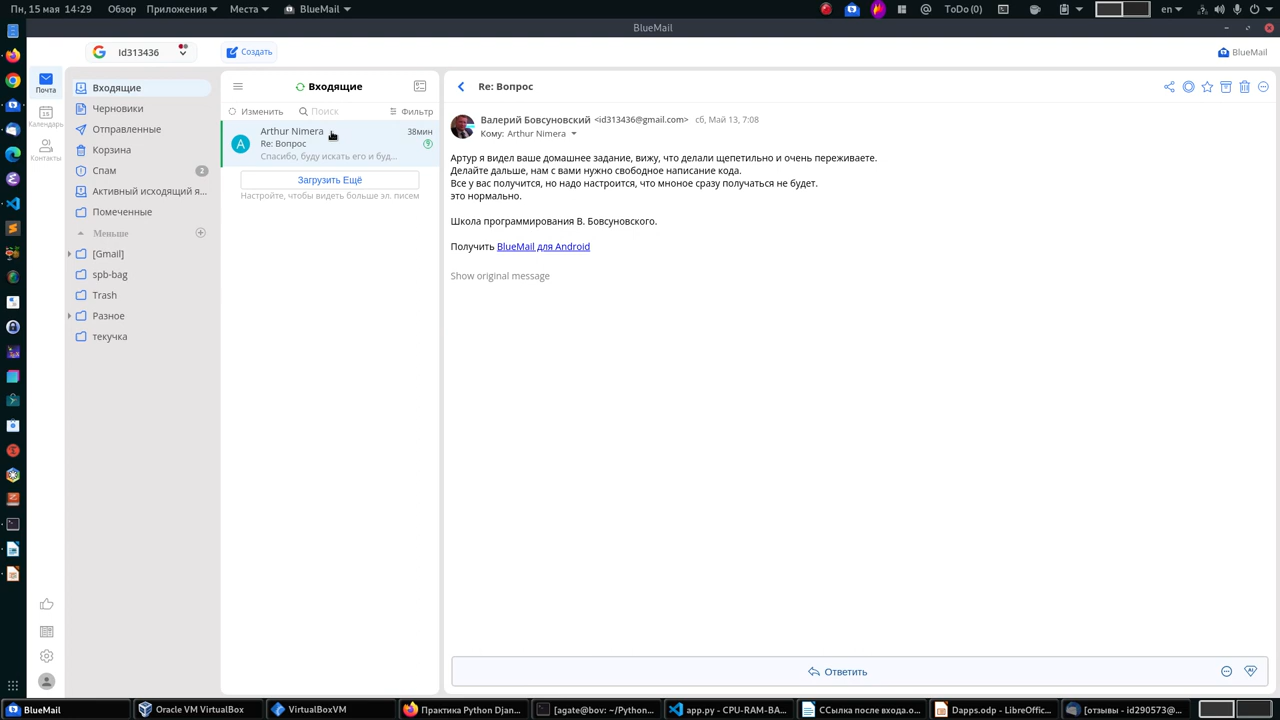 Пн, 15 мая 14:29
Обзор
Приложения
Места
BlueMail
@
ToDo(0)
en
BlueMail
Id313436
Создать
BlueMail
Почта
15
Календарь
Контакты
Входящие
Черновики
Отправленные
Корзина
Спам
2
Активный исходящий я...
Помеченные
Меньше
[Gmail]
spb-bag
Trash
Разное
текучка
Входящие
Изменить
Поиск
Фильтр
A
Arthur Nimera
38мин
Re: Вопрос
Спасибо, буду искать его и буд...
Загрузить Ещё
Настройте, чтобы видеть больше эл. писем
Re: Вопрос
Валерий Бовсуновский <id313436@gmail.com> сб, Май 13, 7:08
Кому: Arthur Nimera
Артур я видел ваше домашнее задание, вижу, что делали щепетильно и очень переживаете.
Делайте дальше, нам с вами нужно свободное написание кода.
Все у вас получится, но надо настроится, что мноное сразу получаться не будет.
это нормально.
Школа программирования В. Бовсуновского.
Получить BlueMail для Android
Show original message
Ответить
BlueMail
Oracle VM VirtualBox
VirtualBoxVM
Практика Python Djan...
[agate@bov: ~/Python...
app.py - CPU-RAM-BA...
ССылка после входа.o...
Dapps.odp - LibreOffic...
[отзывы - id290573@...